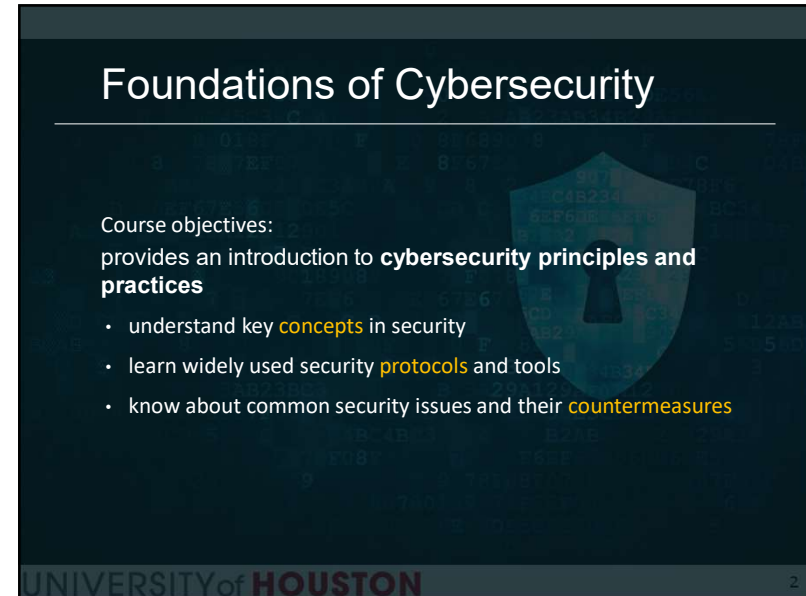 Foundations of Cybersecurity
Course objectives:
provides an introduction to cybersecurity principles and
practices
• understand key concepts in security
• learn widely used security protocols and tools
• know about common security issues and their countermeasures
UNIVERSITY of HOUSTON
2